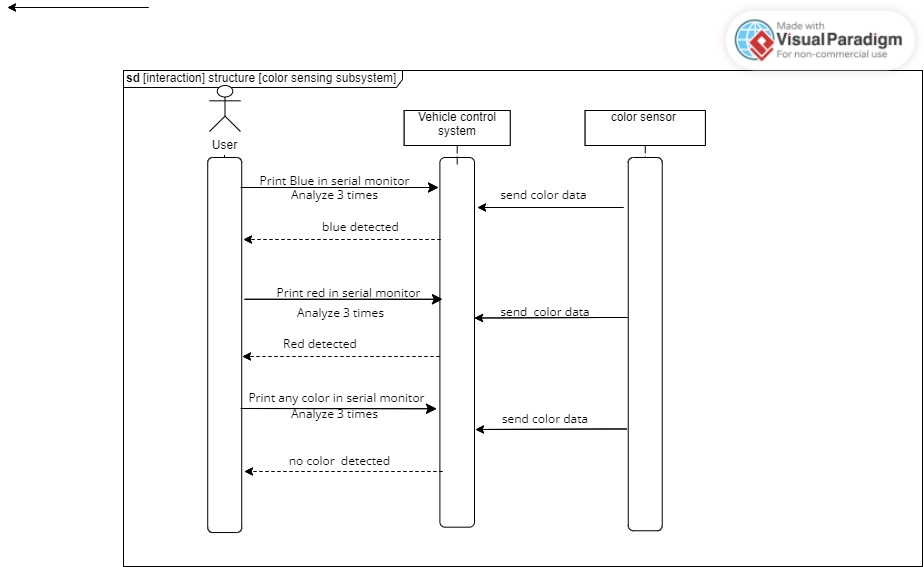 Made with
Visual Paradigm
For non-commercial use
sd [interaction] structure [color sensing subsystem]
User
Vehicle control
system
color sensor
Print Blue in serial monitor
Analyze 3 times
send color data
blue detected
Print red in serial monitor
Analyze 3 times
send color data
Red detected
Print any color in serial monitor
Analyze 3 times
send color data
no color detected